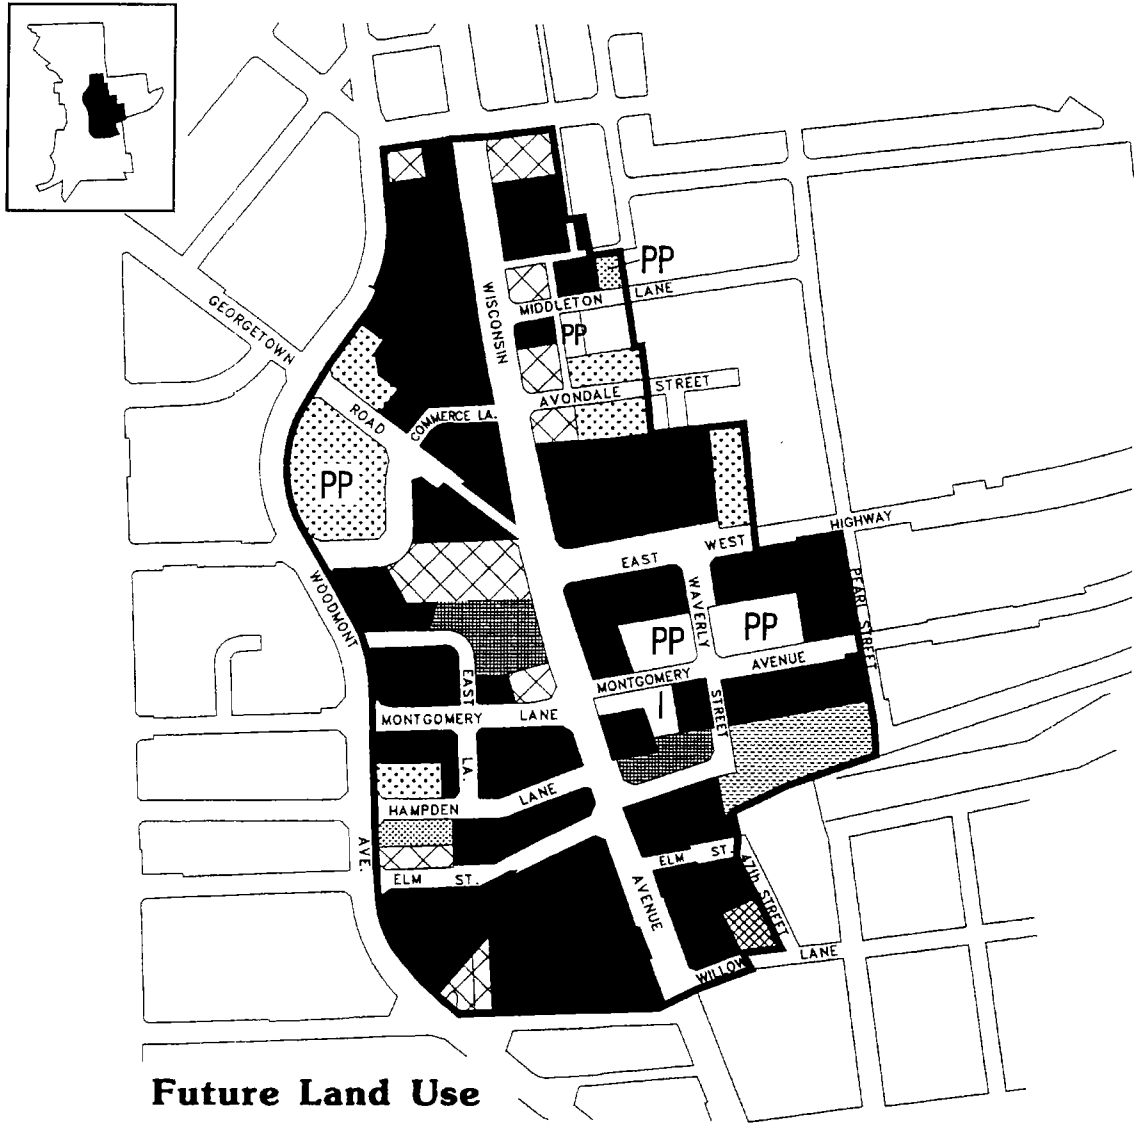 PP
MIDDLETON LANE
WISCONSIN
PP
GEORGETOWN
ROAD
AVONDALE STREET
COMMERCE LA.
PP
HIGHWAY
EAST WEST
WOODMONT
WAVERLY
PEARL STREET
PP
PP
AVENUE
MONTGOMERY
EAST
LA.
STREET
I
MONTGOMERY LANE
HAMPDEN LANE
AVE.
ELM ST.
ELM ST.
47th STREET
AVENUE
WILLOW LANE
Future Land Use